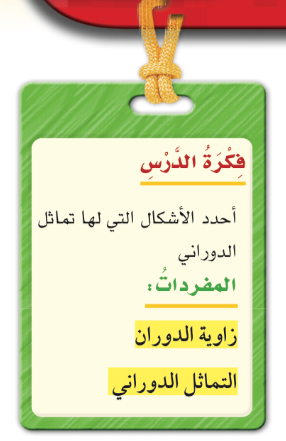 فِكْرَةُ الدَّرْسِ
أحدد الأشكال التي لها تماثل
الدوراني
المفرداتُ :
زاوية الدوران
التماثل الدوراني